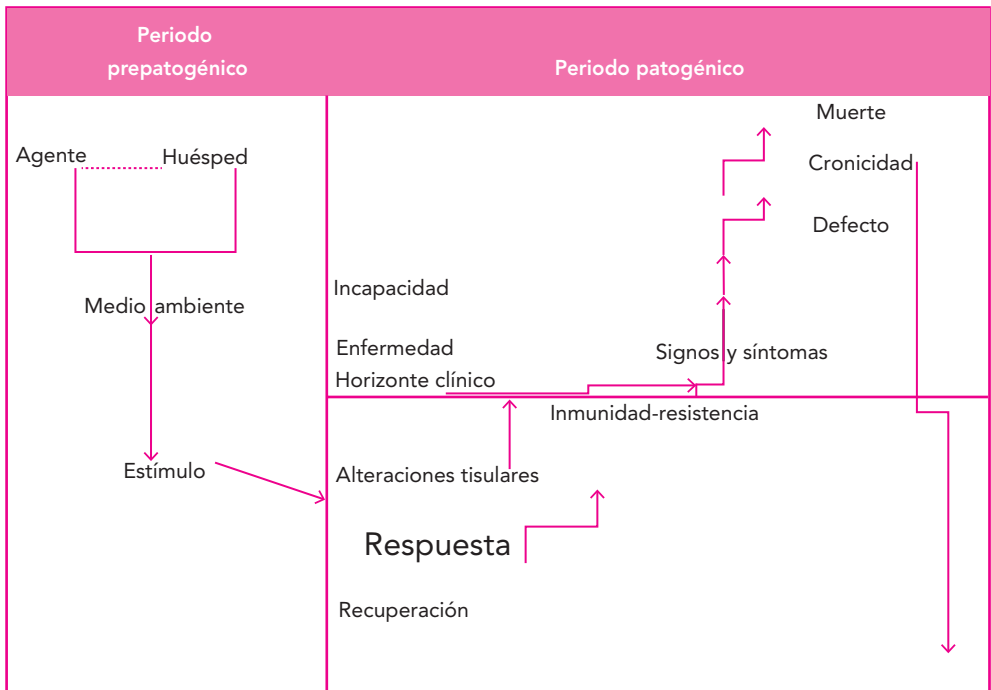 Periodo
prepatogénico
Periodo patogénico
Agente
Huésped
Medio ambiente
Estímulo
Muerte
Cronicidad
Defecto
Incapacidad
Enfermedad
Signos y síntomas
Horizonte clínico
Inmunidad-resistencia
Alteraciones tisulares
Respuesta
Recuperación